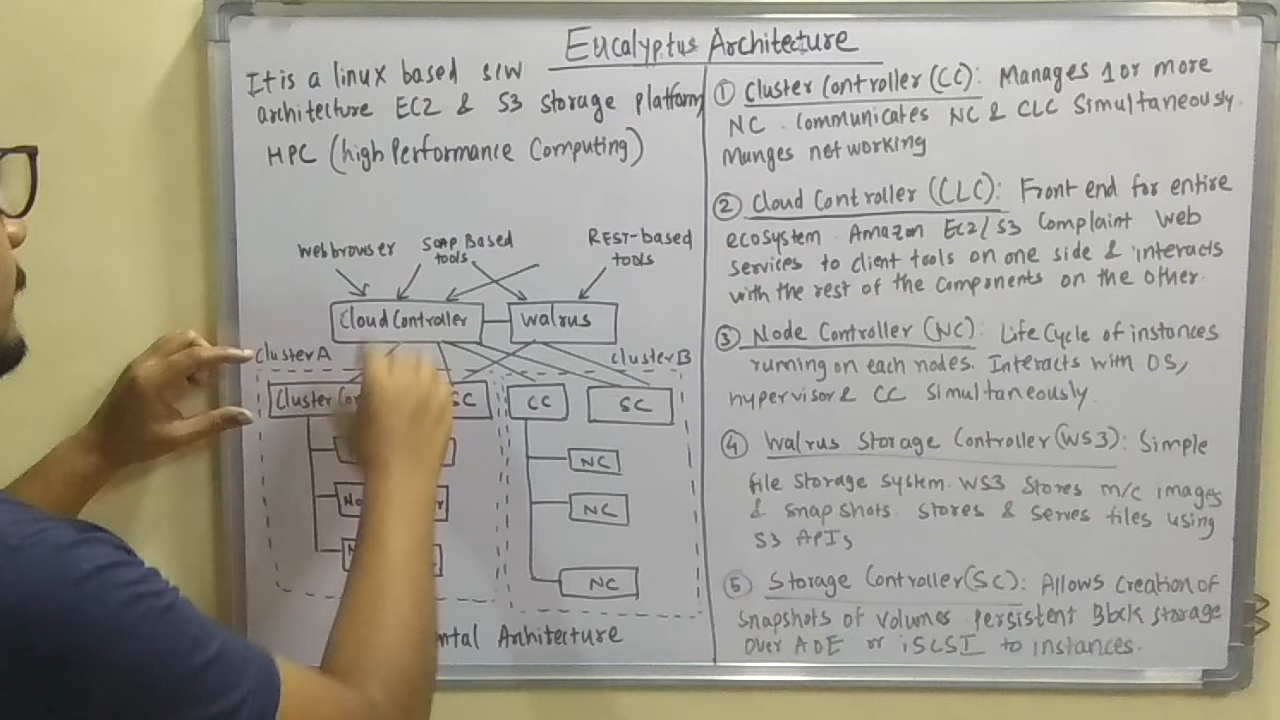 Eucalyptus Architecture
It is a linux based s/w
architecture EC2 & S3 storage platform
HPC (high Performance Computing)
web browser
SOAP Based
tools
REST-based
tools
Cloud Controller
Walrus
cluster A
cluster B
Cluster
SC
CC
SC
NC
NC
NC
Architecture
① Cluster Controller (CC): Manages 1 or more
NC. Communicates NC & CLC Simultaneously.
Manges networking
② Cloud Controller (CLC): Front end for entire
ecosystem. Amazon EC2/S3 Complaint Web
services to client tools on one side & interacts
with the rest of the components on the other.
③ Node Controller (NC): Life Cycle of instances
running on each nodes. Interacts with OS,
hypervisor & CC Simultaneously.
④ Walrus Storage Controller (WS3): Simple
file storage system. WS3 Stores m/c images
& snapshots. Stores & serves files using
S3 APIs
⑤ Storage Controller (SC): Allows Creation of
snapshots of volumes. Persistent Block storage
over AOE or iSCSI to instances.